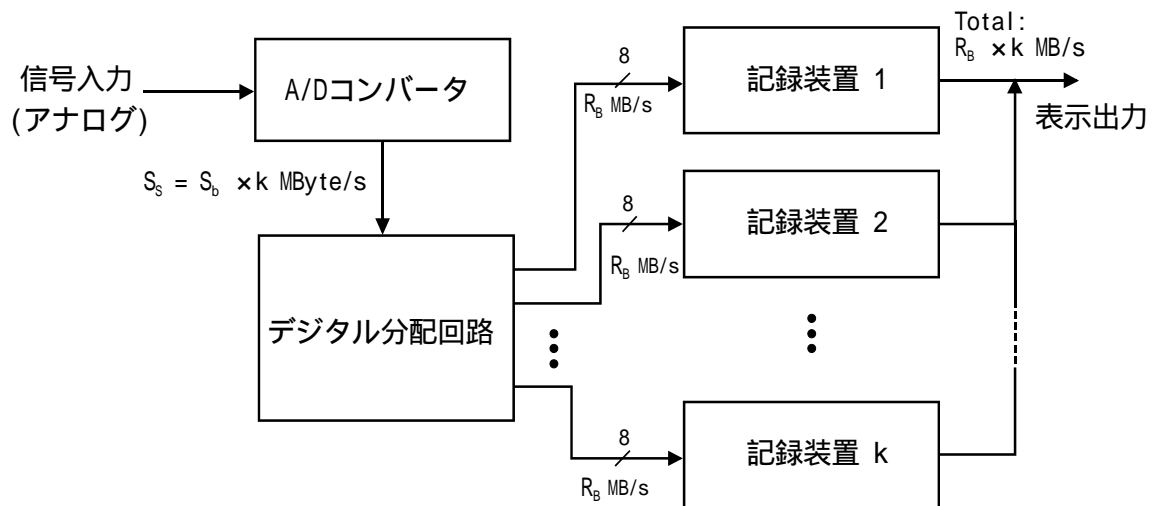 信号入力
(アナログ)
A/Dコンバータ
S_S = S_b ×k MByte/s
デジタル分配回路
8
R_B MB/s
記録装置 1
8
R_B MB/s
記録装置 2
8
R_B MB/s
記録装置 k
Total:
R_B ×k MB/s
表示出力